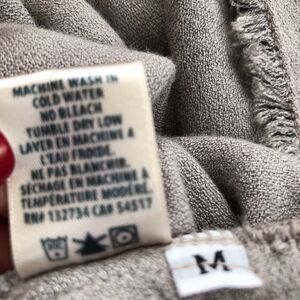 MACHINE WASH IN
COLD WATER
NO BLEACH
TUMBLE DRY LOW
LAVER EN MACHINE A
L'EAU FROIDE.
NE PAS BLANCHIR.
SÉCHAGE EN MACHINE A
TEMPÉRATURE MODÉRÉ.
RN# 132734 CA# 54517
M